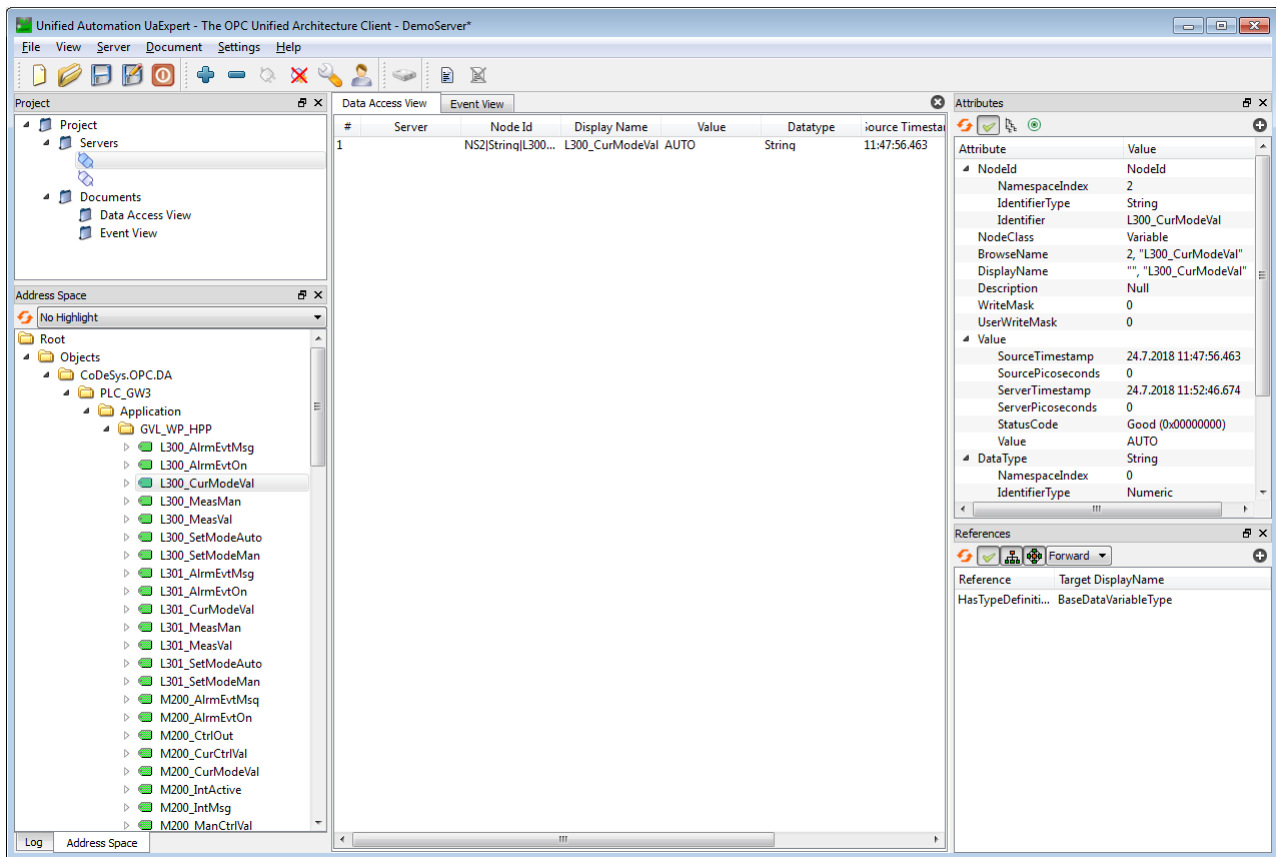 Unified Automation UaExpert - The OPC Unified Architecture Client - DemoServer*
File View Server Document Settings Help
Project
Project
Servers
Documents
Data Access View
Event View
Address Space
No Highlight
Root
Objects
CoDeSys.OPC.DA
PLC_GW3
Application
GVL_WP_HPP
L300_AlrmEvtMsg
L300_AlrmEvtOn
L300_CurModeVal
L300_MeasMan
L300_MeasVal
L300_SetModeAuto
L300_SetModeMan
L301_AlrmEvtMsg
L301_AlrmEvtOn
L301_CurModeVal
L301_MeasMan
L301_MeasVal
L301_SetModeAuto
L301_SetModeMan
M200_AlrmEvtMsg
M200_AlrmEvtOn
M200_CtrlOut
M200_CurCtrlVal
M200_CurModeVal
M200_IntActive
M200_IntMsg
M200_ManCtrlVal
Log Address Space
Data Access View Event View
# Server Node Id Display Name Value Datatype Source Timestar
1 NS2|String|L300... L300_CurModeVal AUTO String 11:47:56.463
Attributes
Attribute Value
NodeId NodeId
NamespaceIndex 2
IdentifierType String
Identifier L300_CurModeVal
NodeClass Variable
BrowseName 2, "L300_CurModeVal"
DisplayName "", "L300_CurModeVal"
Description Null
WriteMask 0
UserWriteMask 0
Value
SourceTimestamp 24.7.2018 11:47:56.463
SourcePicoseconds 0
ServerTimestamp 24.7.2018 11:52:46.674
ServerPicoseconds 0
StatusCode Good (0x00000000)
Value AUTO
DataType String
NamespaceIndex 0
IdentifierType Numeric
References
Forward
Reference Target DisplayName
HasTypeDefiniti... BaseDataVariableType